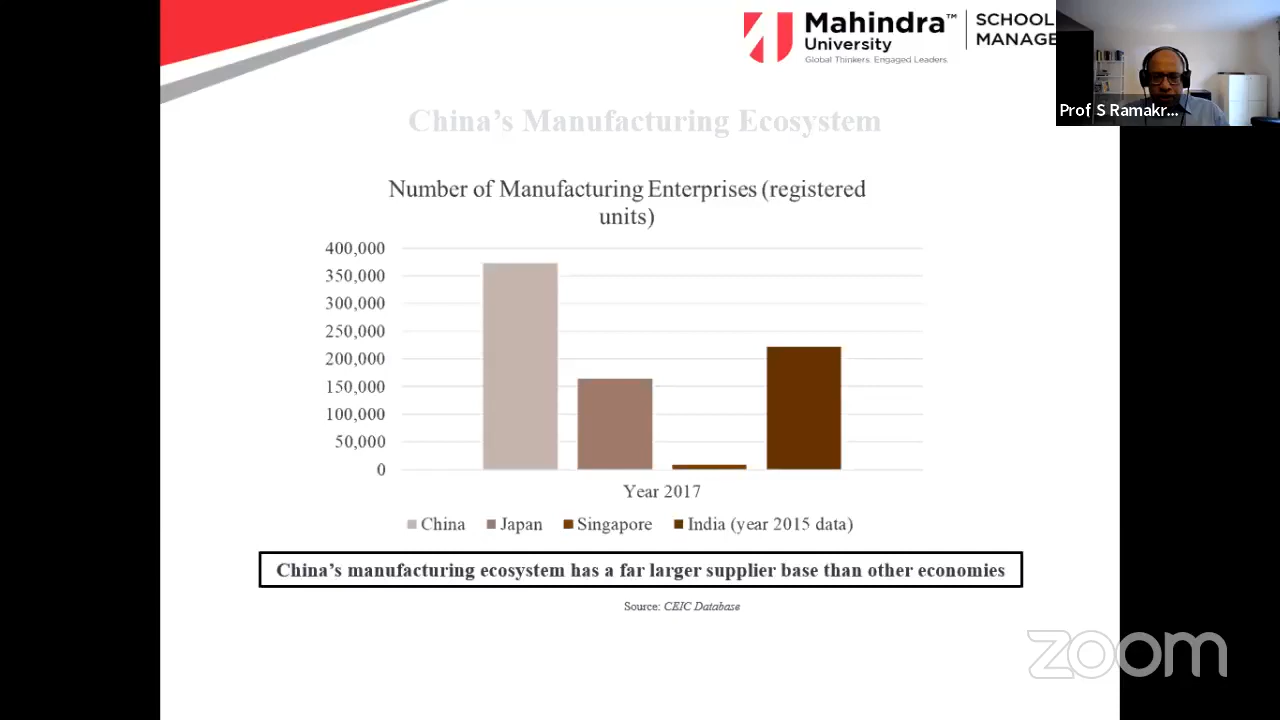 Mahindra™
University
Global Thinkers. Engaged Leaders.
SCHOOL
MANAGE
Prof S Ramakr...
China's Manufacturing Ecosystem
Number of Manufacturing Enterprises (registered
units)
400,000
350,000
300,000
250,000
200,000
150,000
100,000
50,000
0
Year 2017
China Japan Singapore India (year 2015 data)
China's manufacturing ecosystem has a far larger supplier base than other economies
Source: CEIC Database
zoom